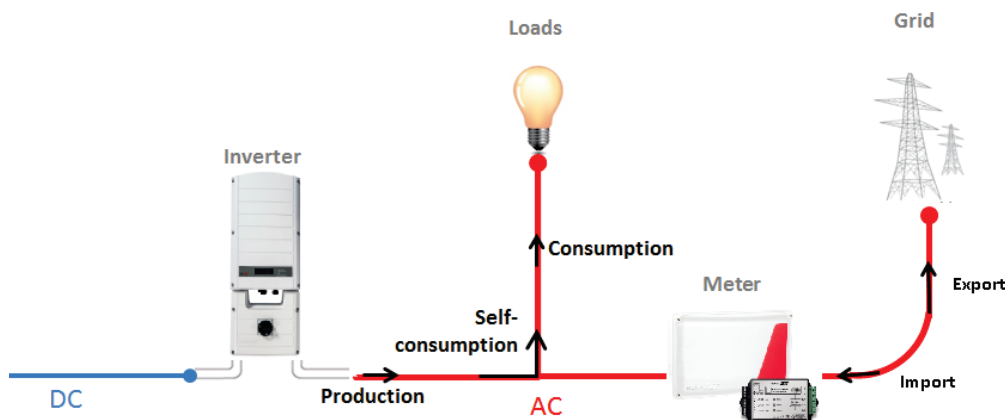 Loads
Grid
Inverter
Consumption
Meter
Export
Self-
consumption
Import
Production
DC
AC